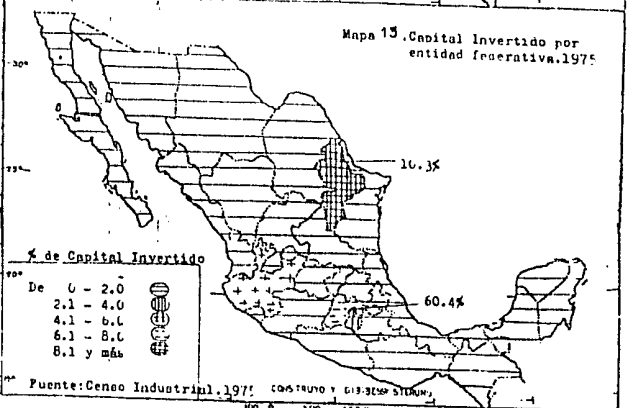 Mapa 13.Capital Invertido por
entidad federativa.1975
30°
10.3%
25°
% de Capital Invertido
De 0 - 2.0
2.1 - 4.0
60.4%
4.1 - 6.0
6.1 - 8.0
8.1 y más
Fuente:Censo Industrial.1975 CONSTRUYO Y